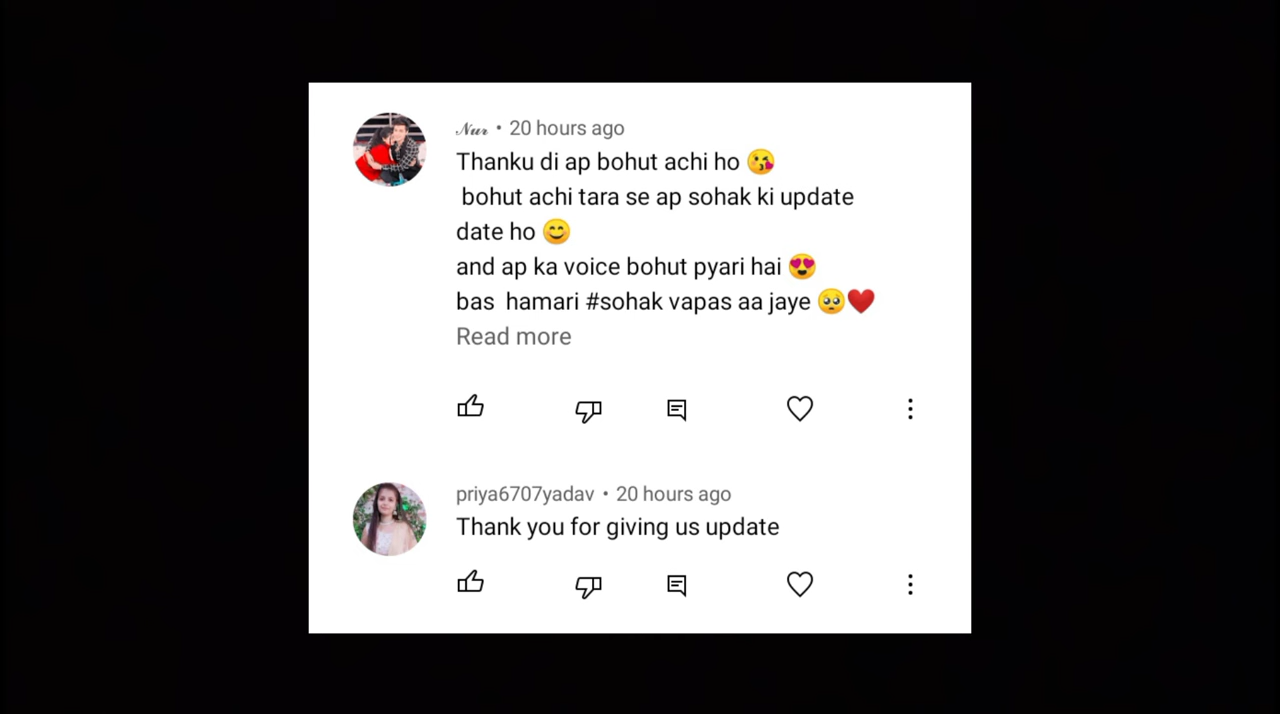 𝒩𝓊𝓇 • 20 hours ago
Thanku di ap bohut achi ho 😘
bohut achi tara se ap sohak ki update
date ho 😊
and ap ka voice bohut pyari hai 😍
bas hamari #sohak vapas aa jaye 🥺❤️
Read more
priya6707yadav • 20 hours ago
Thank you for giving us update